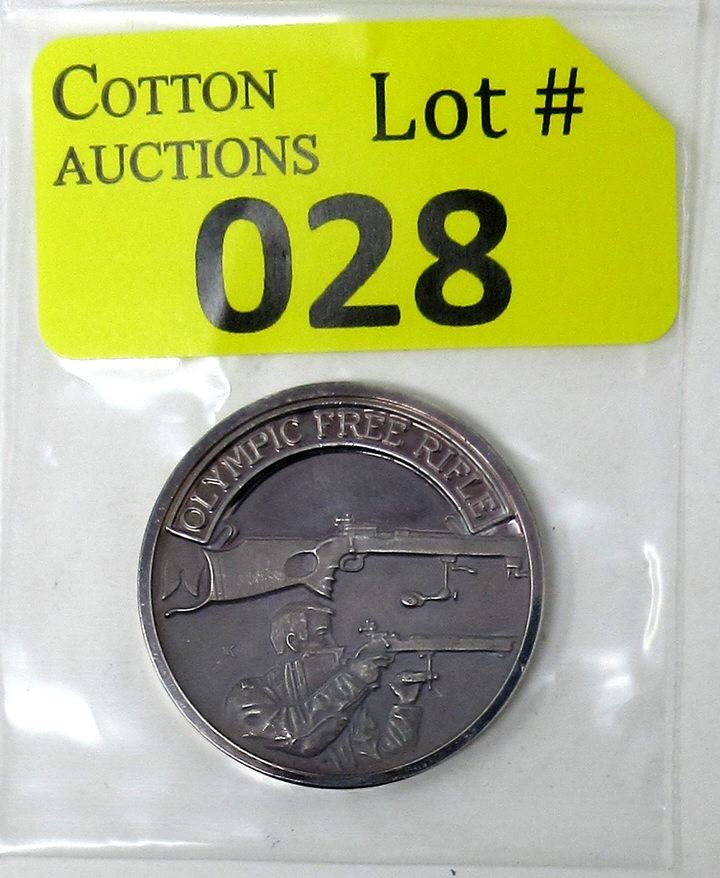 COTTON
AUCTIONS
Lot #
028
OLYMPIC FREE RIFLE